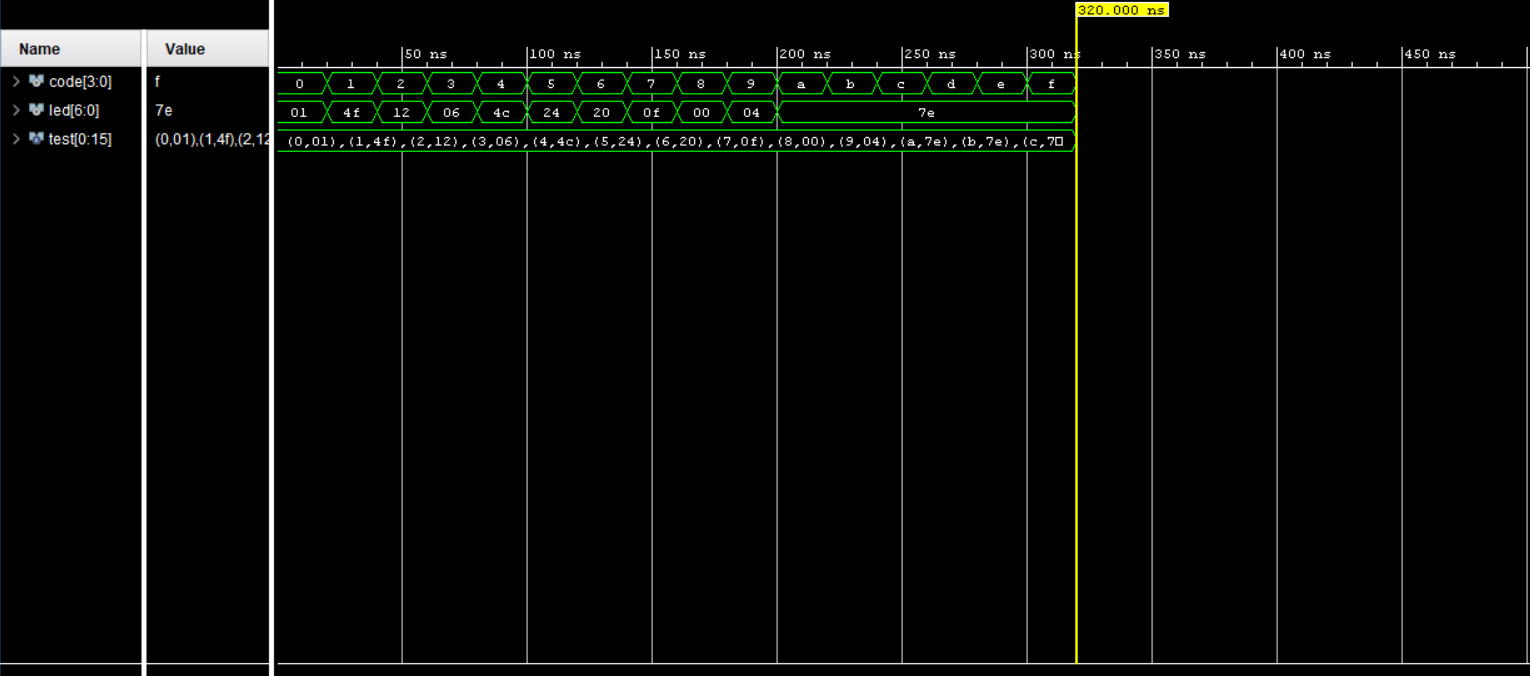 320.000 ns
Name Value
50 ns 100 ns 150 ns 200 ns 250 ns 300 ns 350 ns 400 ns 450 ns
code[3:0] f 0 1 2 3 4 5 6 7 8 9 a b c d e f
led[6:0] 7e 01 4f 12 06 4c 24 20 0f 00 04 7e
test[0:15] (0,01),(1,4f),(2,12 (0,01),(1,4f),(2,12),(3,06),(4,4c),(5,24),(6,20),(7,0f),(8,00),(9,04),(a,7e),(b,7e),(c,7▯